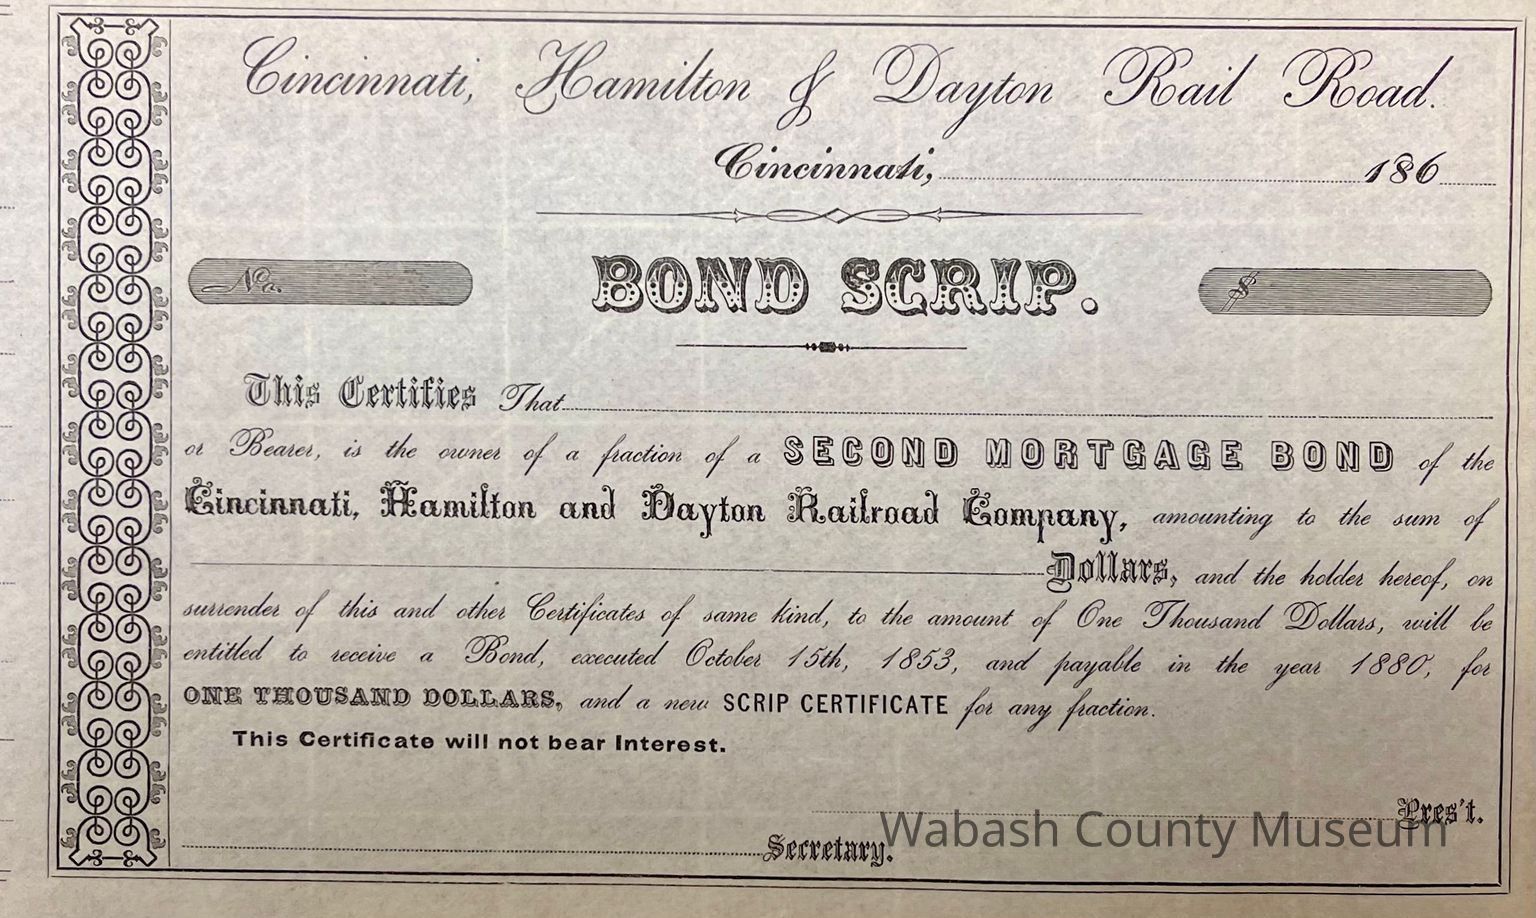 Cincinnati, Hamilton & Dayton Rail Road.
Cincinnati, 186
No. BOND SCRIP. $
This Certifies That
or Bearer, is the owner of a fraction of a SECOND MORTGAGE BOND of the
Cincinnati, Hamilton and Dayton Railroad Company, amounting to the sum of
Dollars, and the holder hereof, on
surrender of this and other Certificates of same kind, to the amount of One Thousand Dollars, will be
entitled to receive a Bond, executed October 15th, 1853, and payable in the year 1880, for
ONE THOUSAND DOLLARS, and a new SCRIP CERTIFICATE for any fraction.
This Certificate will not bear Interest.
Pres't.
Secretary.
Wabash County Museum